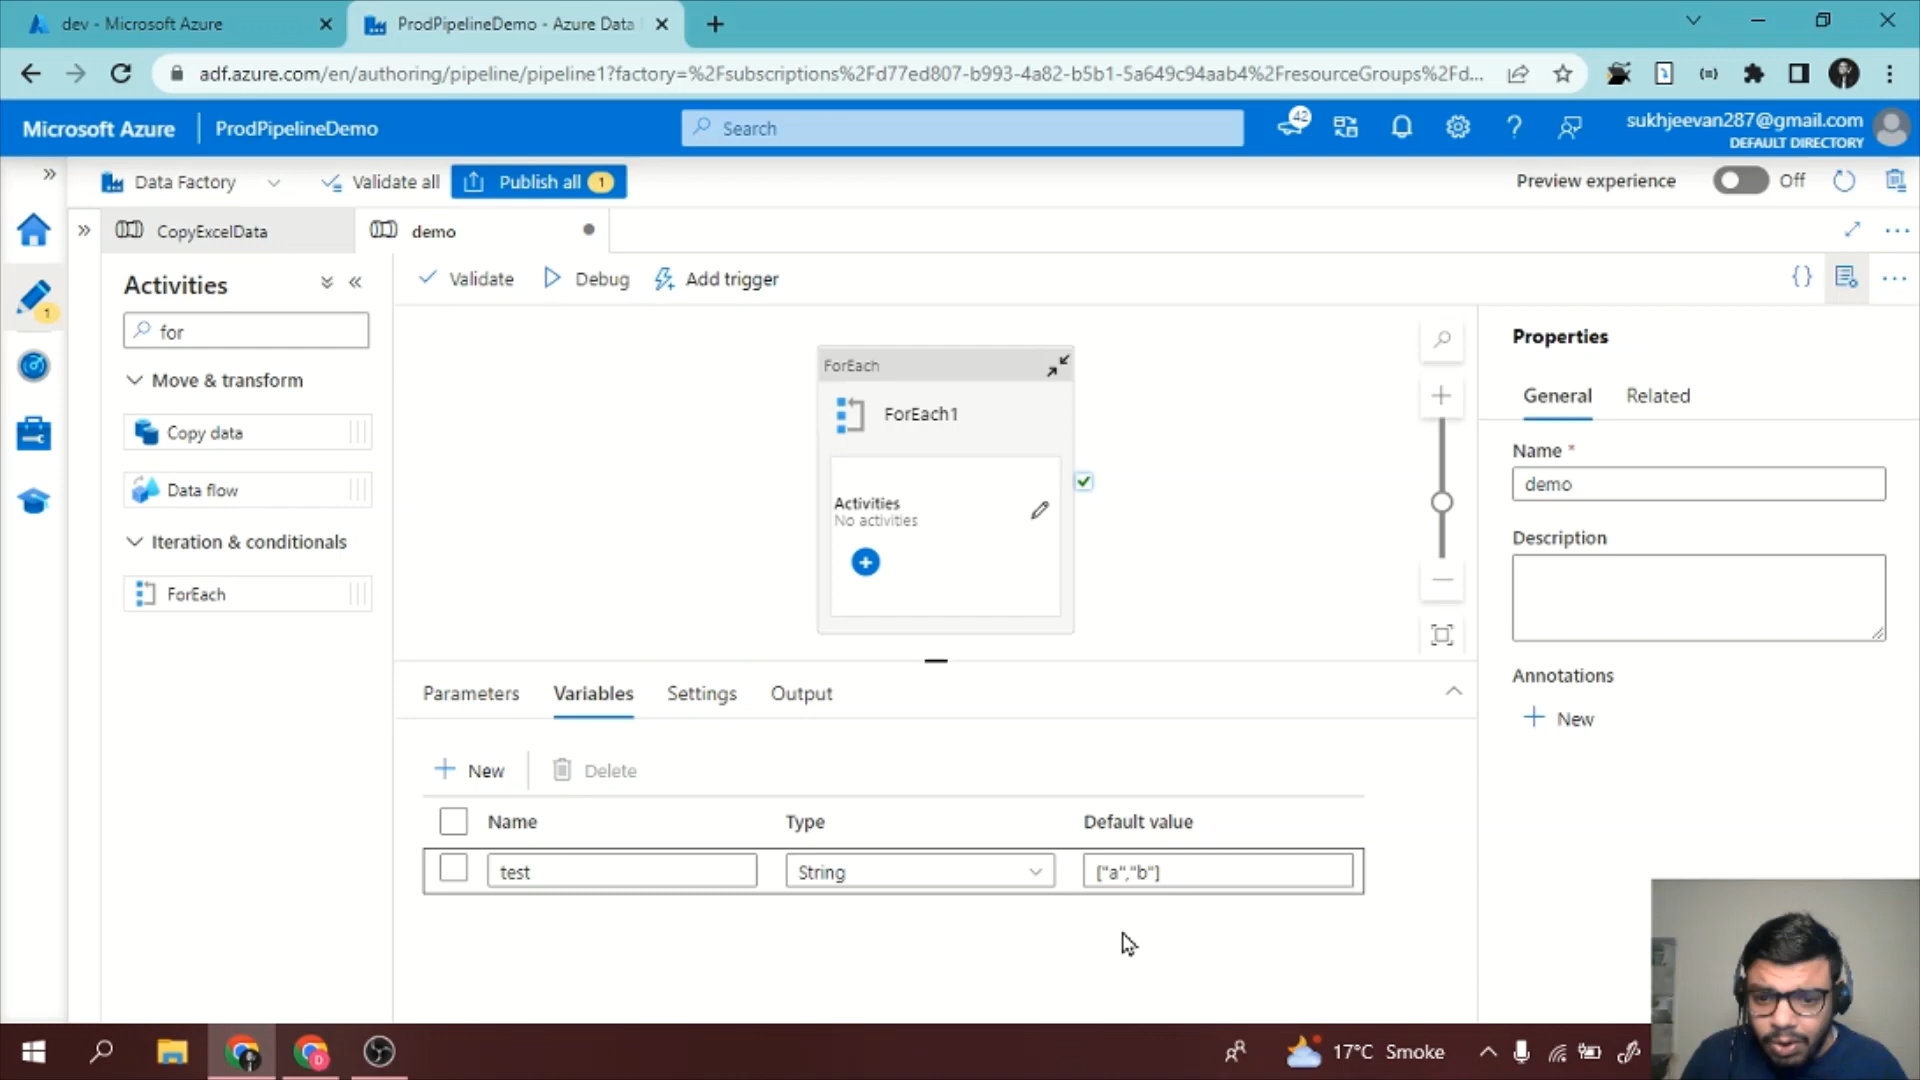 dev - Microsoft Azure
ProdPipelineDemo - Azure Data
adf.azure.com/en/authoring/pipeline/pipeline1?factory=%2Fsubscriptions%2Fd77ed807-b993-4a82-b5b1-5a649c94aab4%2FresourceGroups%2Fd...
Microsoft Azure
ProdPipelineDemo
Search
42
sukhjeevan287@gmail.com
DEFAULT DIRECTORY
Data Factory
Validate all
Publish all 1
Preview experience
Off
CopyExcelData
demo
Activities
Validate
Debug
Add trigger
1
for
Move & transform
Copy data
Data flow
Iteration & conditionals
ForEach
ForEach
ForEach1
Activities
No activities
Properties
General
Related
Name *
demo
Description
Annotations
New
Parameters
Variables
Settings
Output
New
Delete
Name
Type
Default value
test
String
["a","b"]
17°C Smoke